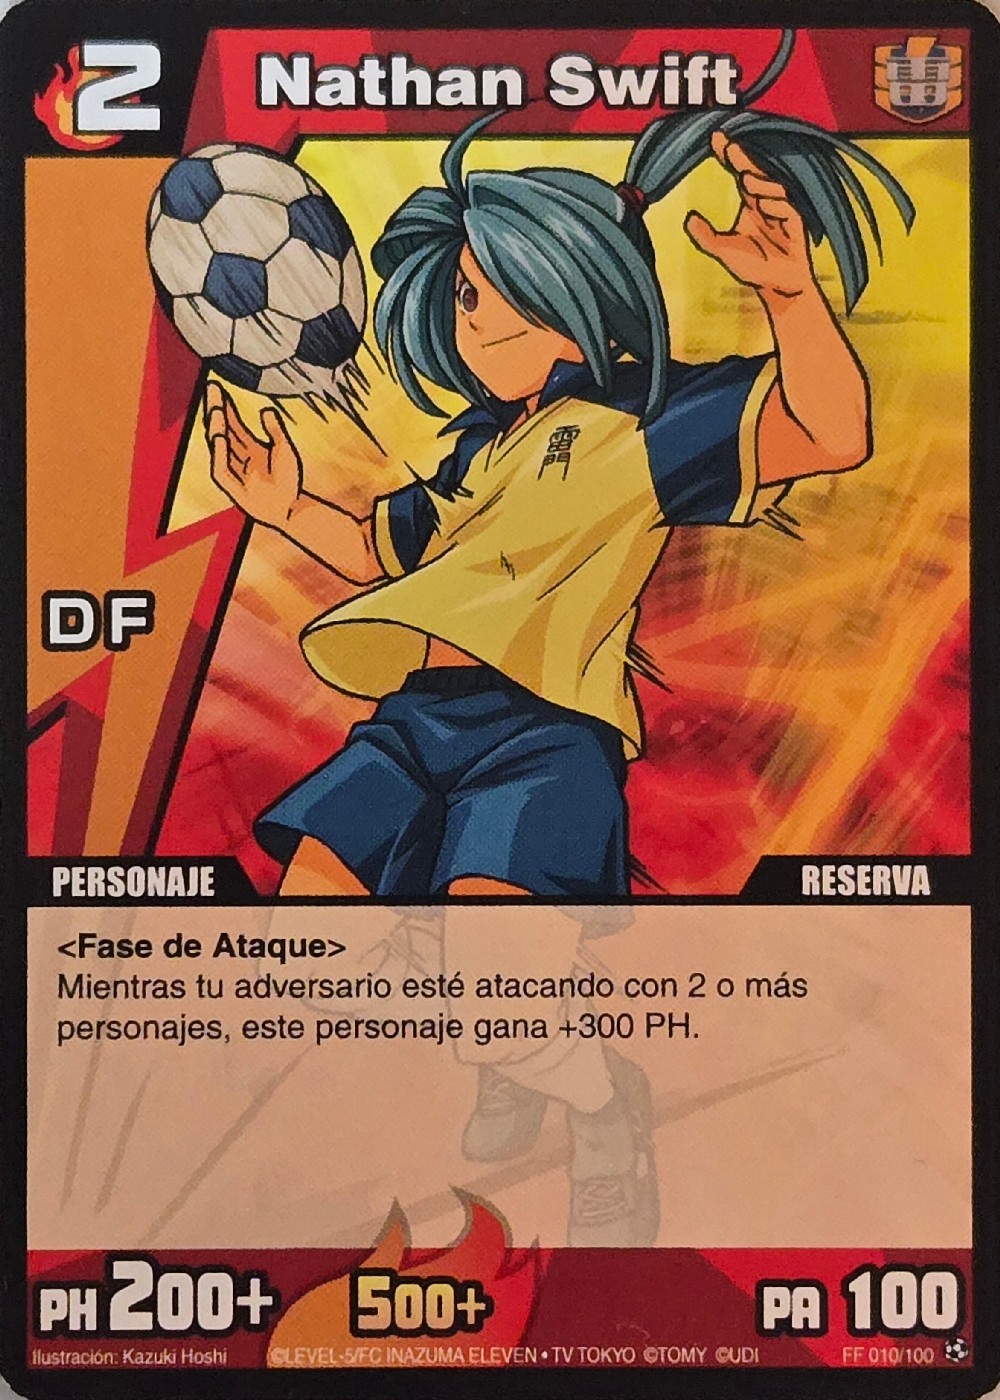 2 Nathan Swift
雷門
DF
PERSONAJE RESERVA
<Fase de Ataque>
Mientras tu adversario esté atacando con 2 o más
personajes, este personaje gana +300 PH.
PH 200+ 500+ PA 100
Ilustración: Kazuki Hoshi ©LEVEL-5/FC INAZUMA ELEVEN • TV TOKYO ©TOMY ©UDI FF 010/100